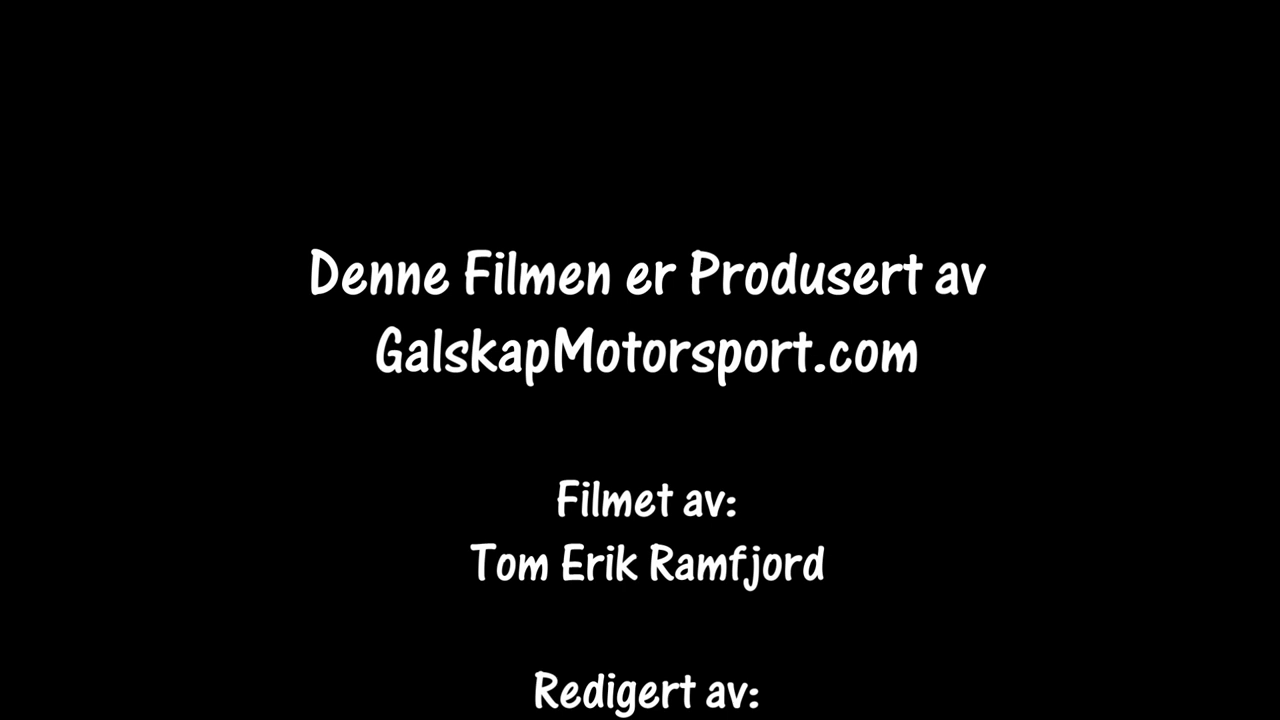 Denne Filmen er Produsert av
GalskapMotorsport.com
Filmet av:
Tom Erik Ramfjord
Redigert av: